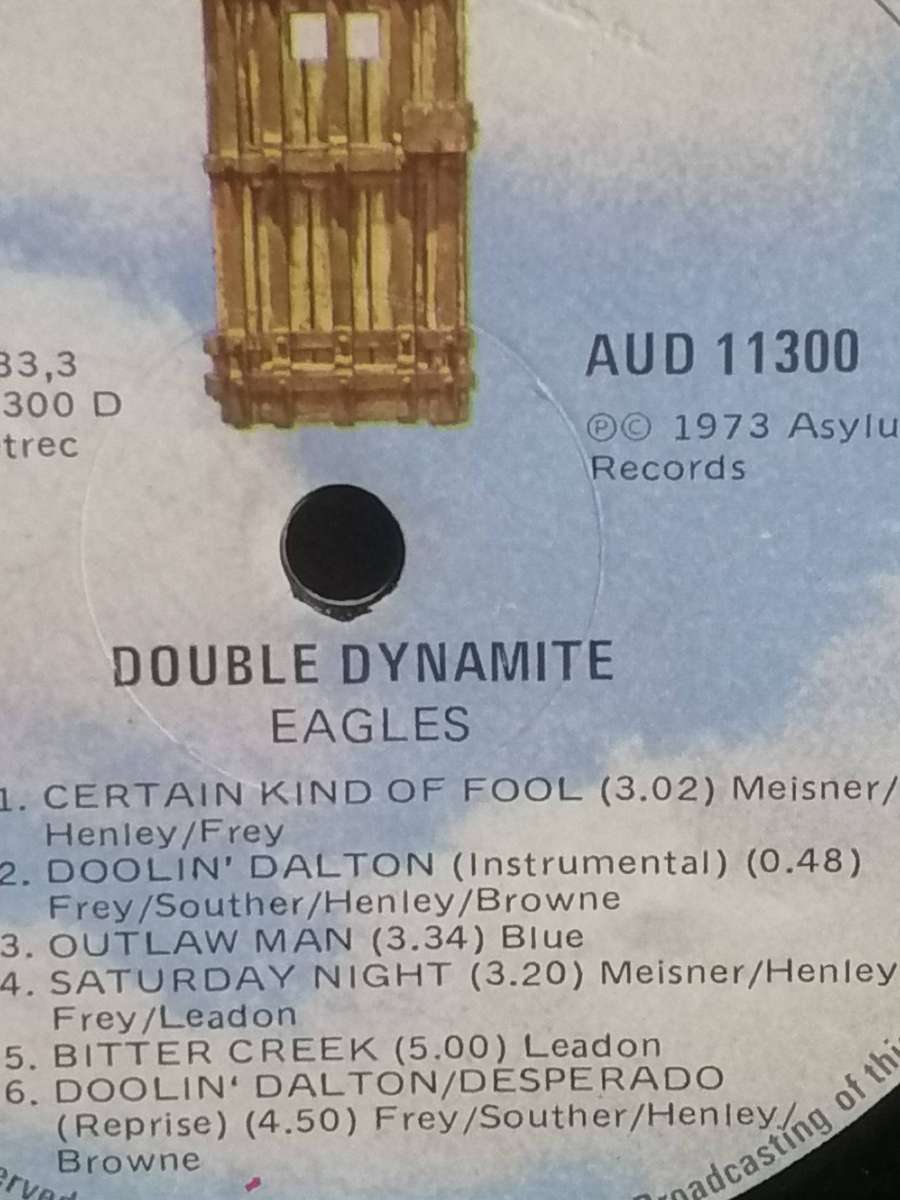 33,3
300 D
trec
AUD 11300
℗© 1973 Asylu
Records
DOUBLE DYNAMITE
EAGLES
1. CERTAIN KIND OF FOOL (3.02) Meisner/
Henley/Frey
2. DOOLIN' DALTON (Instrumental) (0.48)
Frey/Souther/Henley/Browne
3. OUTLAW MAN (3.34) Blue
4. SATURDAY NIGHT (3.20) Meisner/Henley
Frey/Leadon
5. BITTER CREEK (5.00) Leadon
6. DOOLIN' DALTON/DESPERADO
(Reprise) (4.50) Frey/Souther/Henley/
Browne
erved
Broadcasting of this